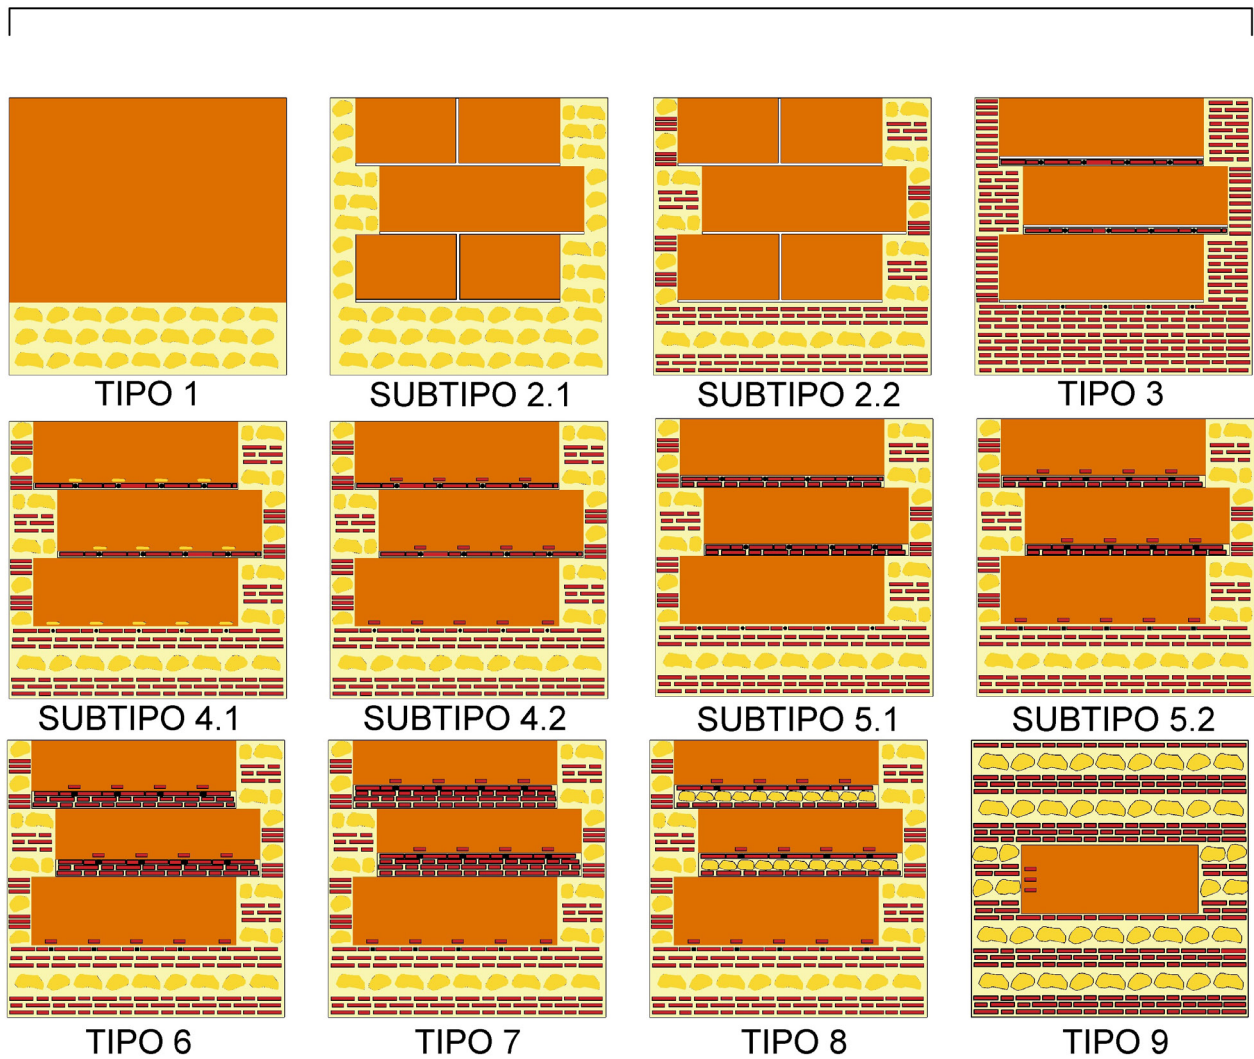 TIPO 1
SUBTIPO 2.1
SUBTIPO 2.2
TIPO 3
SUBTIPO 4.1
SUBTIPO 4.2
SUBTIPO 5.1
SUBTIPO 5.2
TIPO 6
TIPO 7
TIPO 8
TIPO 9